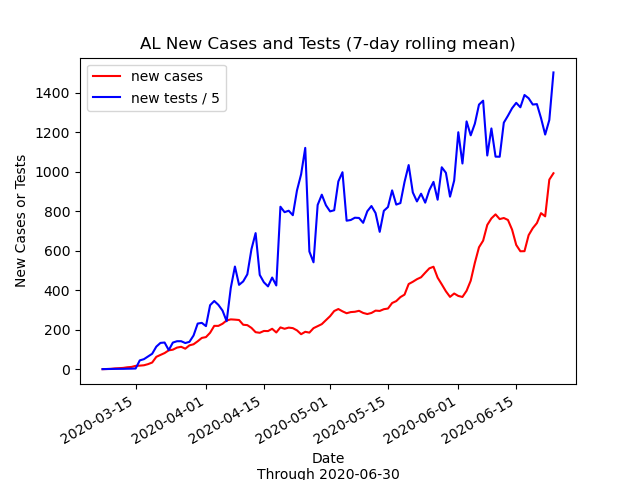 AL New Cases and Tests (7-day rolling mean)
new cases
new tests / 5
New Cases or Tests
1400
1200
1000
800
600
400
200
0
2020-03-15
2020-04-01
2020-04-15
2020-05-01
2020-05-15
2020-06-01
2020-06-15
Date
Through 2020-06-30